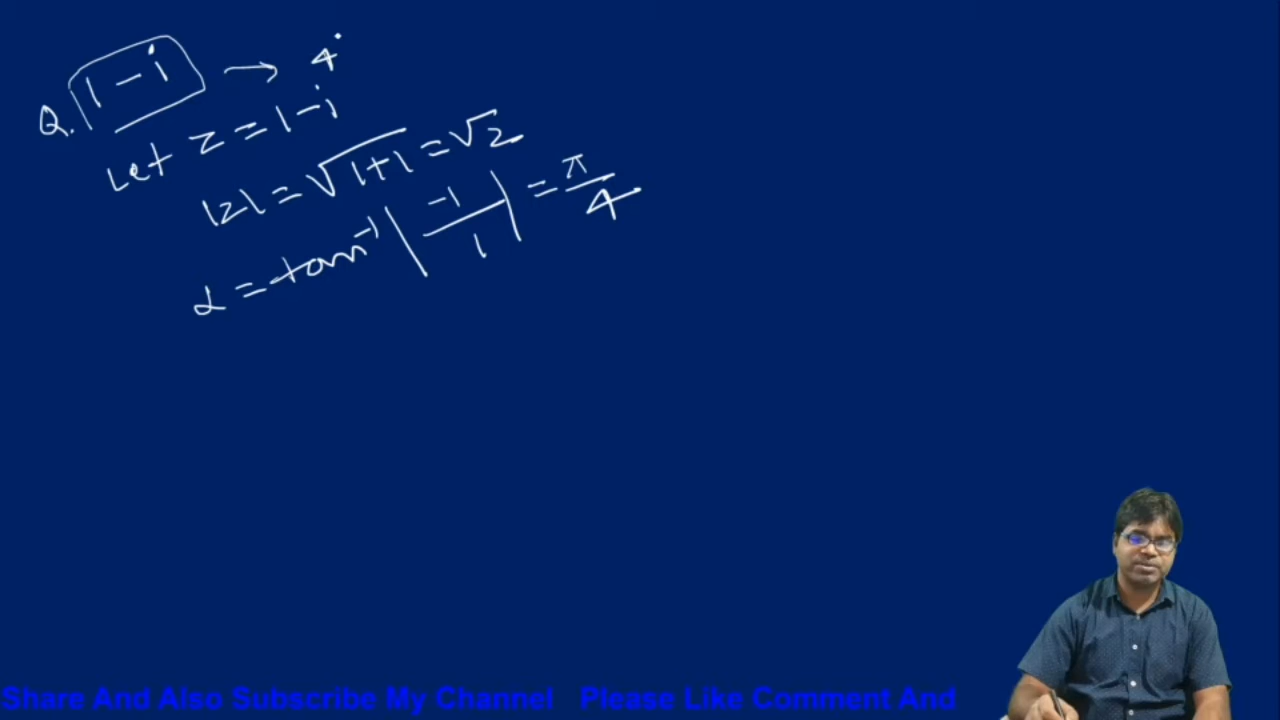 Q. 1 - i → 4
Let z = 1 - i
|z| = √1+1 = √2
α = tan⁻¹ |-1/1| = π/4
Share And Also Subscribe My Channel Please Like Comment And